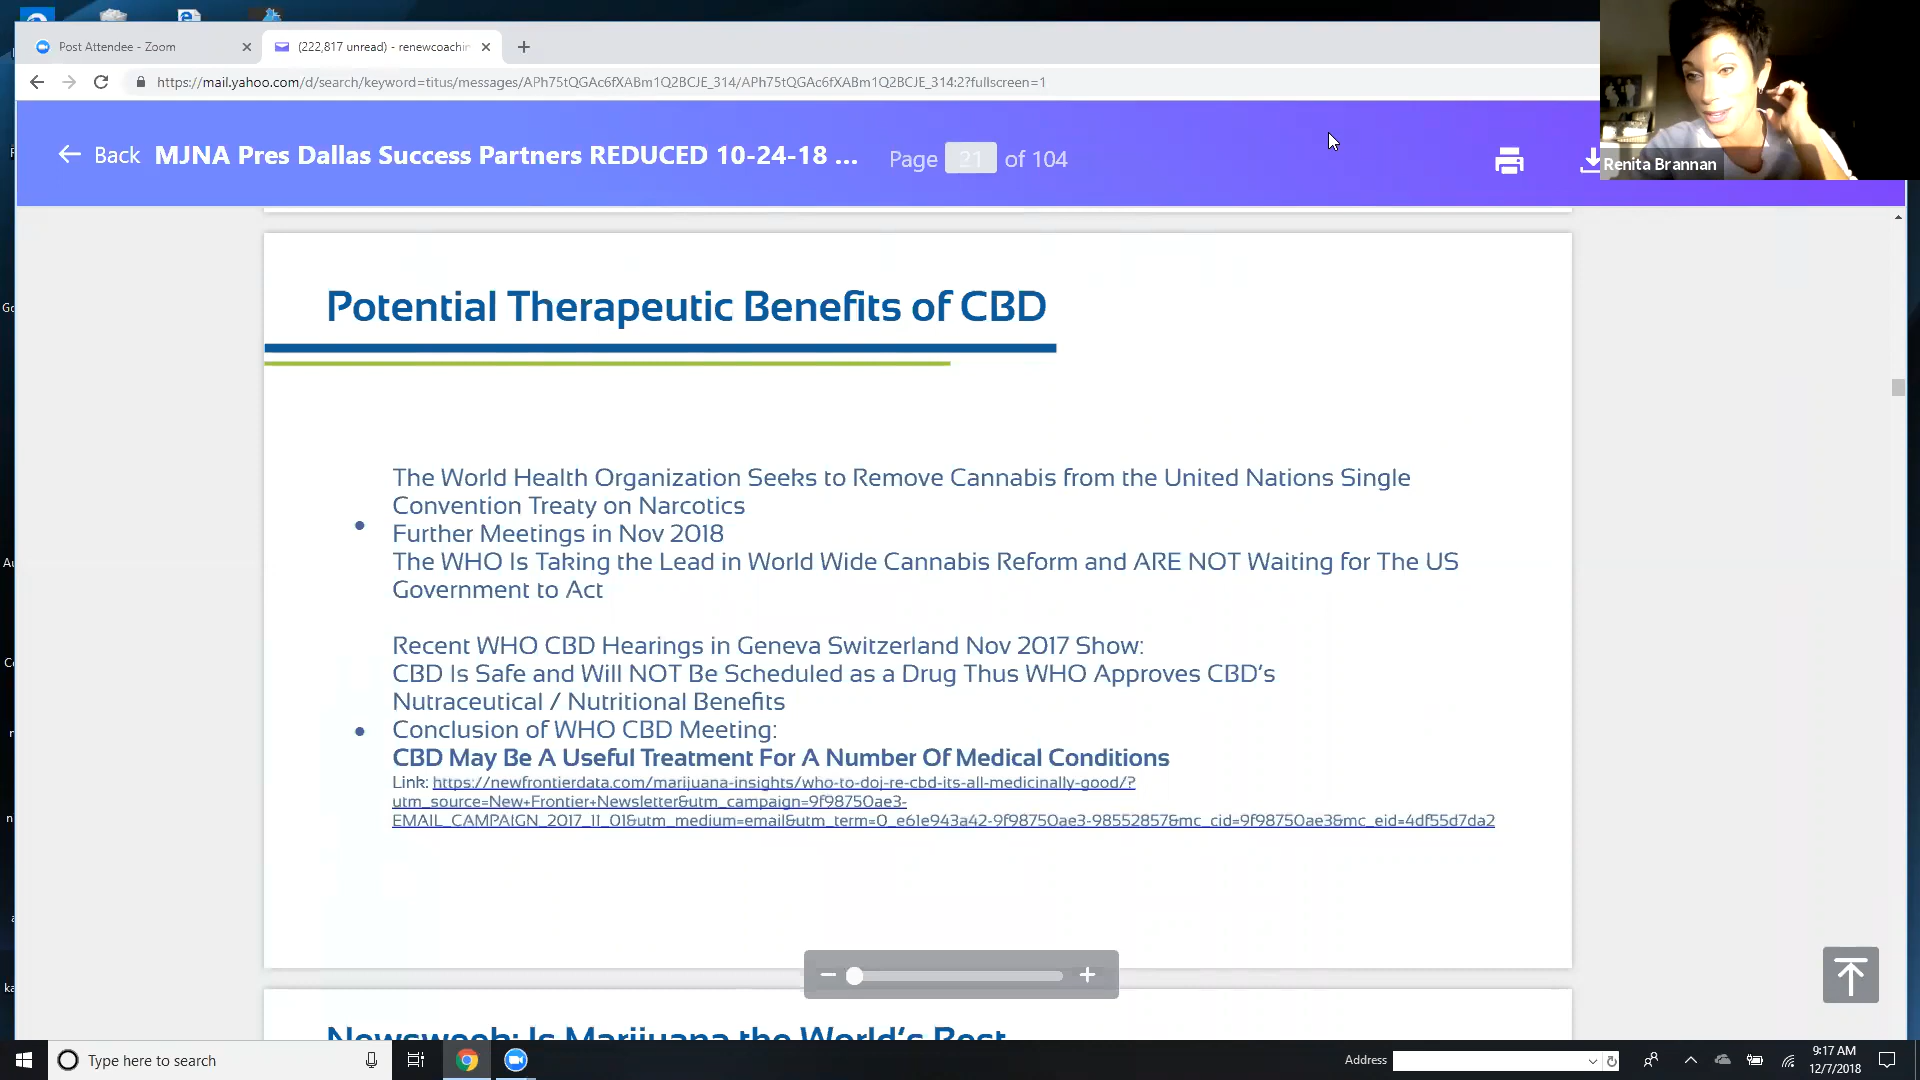 Post Attendee - Zoom
(222,817 unread) - renewcoachin
https://mail.yahoo.com/d/search/keyword=titus/messages/APh75tQGAc6fXABm1Q2BCJE_314/APh75tQGAc6fXABm1Q2BCJE_314:2?fullscreen=1
Back MJNA Pres Dallas Success Partners REDUCED 10-24-18 ... Page 21 of 104
Renita Brannan
Potential Therapeutic Benefits of CBD
The World Health Organization Seeks to Remove Cannabis from the United Nations Single
Convention Treaty on Narcotics
• Further Meetings in Nov 2018
The WHO Is Taking the Lead in World Wide Cannabis Reform and ARE NOT Waiting for The US
Government to Act
Recent WHO CBD Hearings in Geneva Switzerland Nov 2017 Show:
CBD Is Safe and Will NOT Be Scheduled as a Drug Thus WHO Approves CBD's
Nutraceutical / Nutritional Benefits
• Conclusion of WHO CBD Meeting:
CBD May Be A Useful Treatment For A Number Of Medical Conditions
Link: https://newfrontierdata.com/marijuana-insights/who-to-doj-re-cbd-its-all-medicinally-good/?
utm_source=New+Frontier+Newsletter&utm_campaign=9f98750ae3-
EMAIL_CAMPAIGN_2017_11_01&utm_medium=email&utm_term=0_e61e943a42-9f98750ae3-98552857&mc_cid=9f98750ae3&mc_eid=4df55d7da2
Newsweek: Is Marijuana the World's Best
Type here to search
Address
9:17 AM
12/7/2018